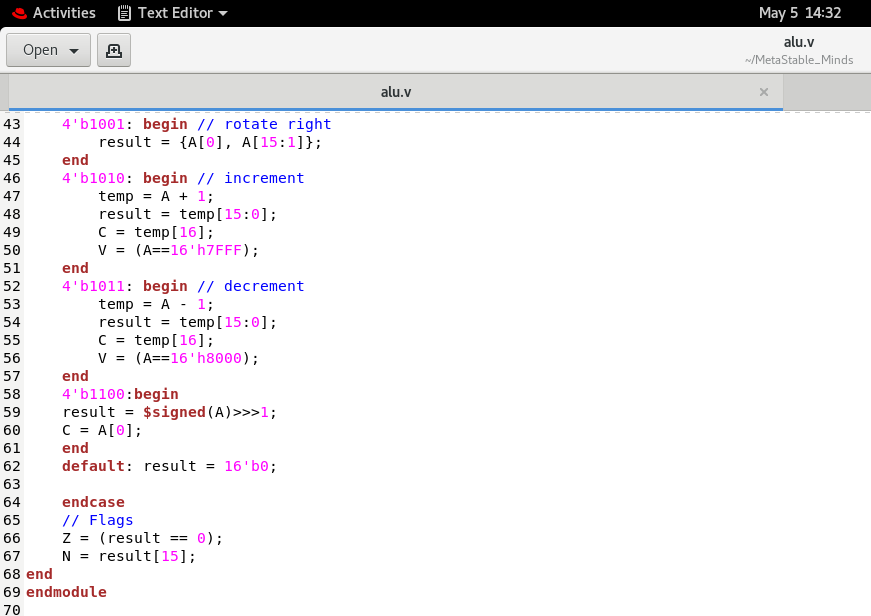 Activities Text Editor May 5 14:32
Open alu.v
~/MetaStable_Minds
alu.v ×
43     4'b1001: begin // rotate right
44         result = {A[0], A[15:1]};
45     end
46     4'b1010: begin // increment
47         temp = A + 1;
48         result = temp[15:0];
49         C = temp[16];
50         V = (A==16'h7FFF);
51     end
52     4'b1011: begin // decrement
53         temp = A - 1;
54         result = temp[15:0];
55         C = temp[16];
56         V = (A==16'h8000);
57     end
58     4'b1100:begin
59     result = $signed(A)>>>1;
60     C = A[0];
61     end
62     default: result = 16'b0;
63
64     endcase
65     // Flags
66     Z = (result == 0);
67     N = result[15];
68 end
69 endmodule
70